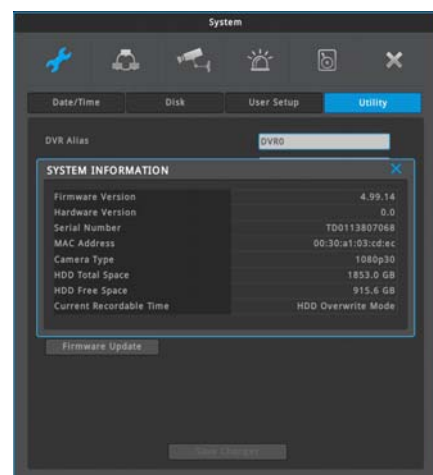 System
Date/Time Disk User Setup Utility
DVR Alias DVR0
SYSTEM INFORMATION
Firmware Version 4.99.14
Hardware Version 0.0
Serial Number TD0113807068
MAC Address 00:30:a1:03:cd:ec
Camera Type 1080p30
HDD Total Space 1853.0 GB
HDD Free Space 915.6 GB
Current Recordable Time HDD Overwrite Mode
Firmware Update
Save Changes